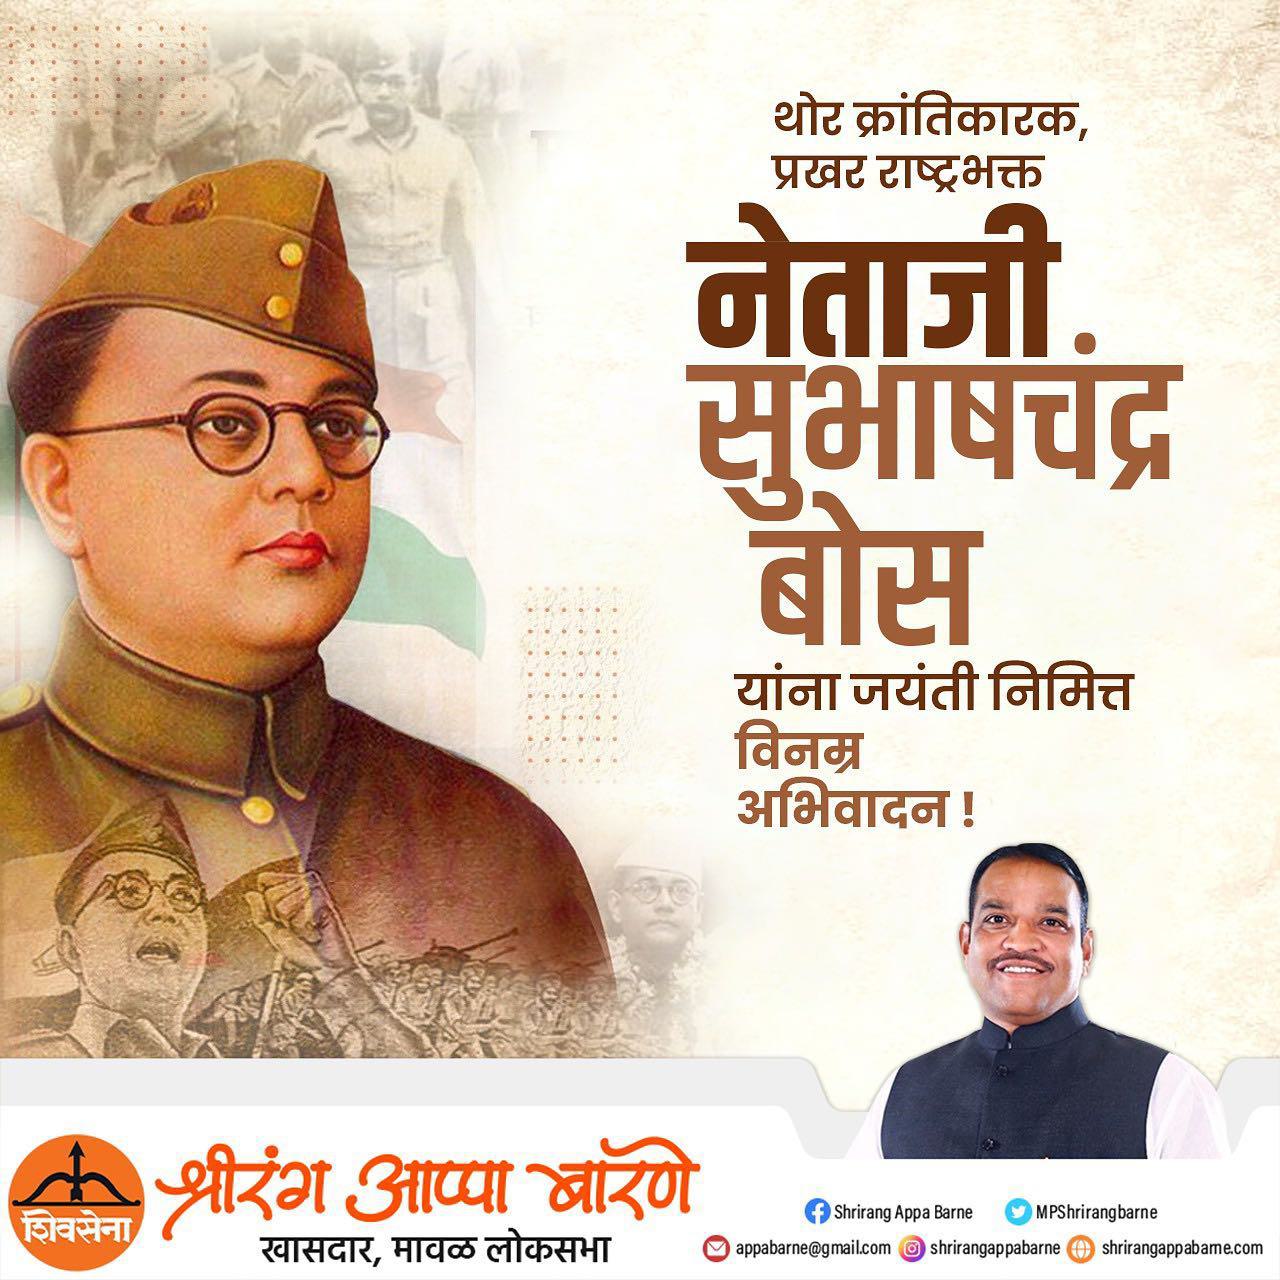 थोर क्रांतिकारक,
प्रखर राष्ट्रभक्त
नेताजी
सुभाषचंद्र
बोस
यांना जयंती निमित्त
विनम्र
अभिवादन !
शिवसेना
श्रीरंग आप्पा बारणे
खासदार, मावळ लोकसभा
Shrirang Appa Barne MPShrirangbarne
appabarne@gmail.com shrirangappabarne shrirangappabarne.com